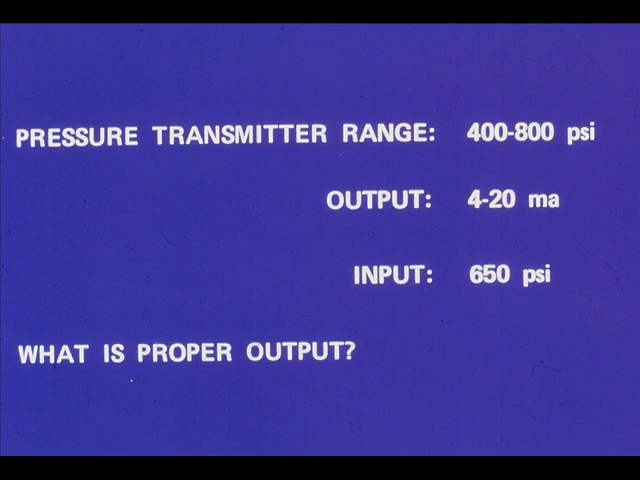 PRESSURE TRANSMITTER RANGE: 400-800 psi
OUTPUT: 4-20 ma
INPUT: 650 psi
WHAT IS PROPER OUTPUT?